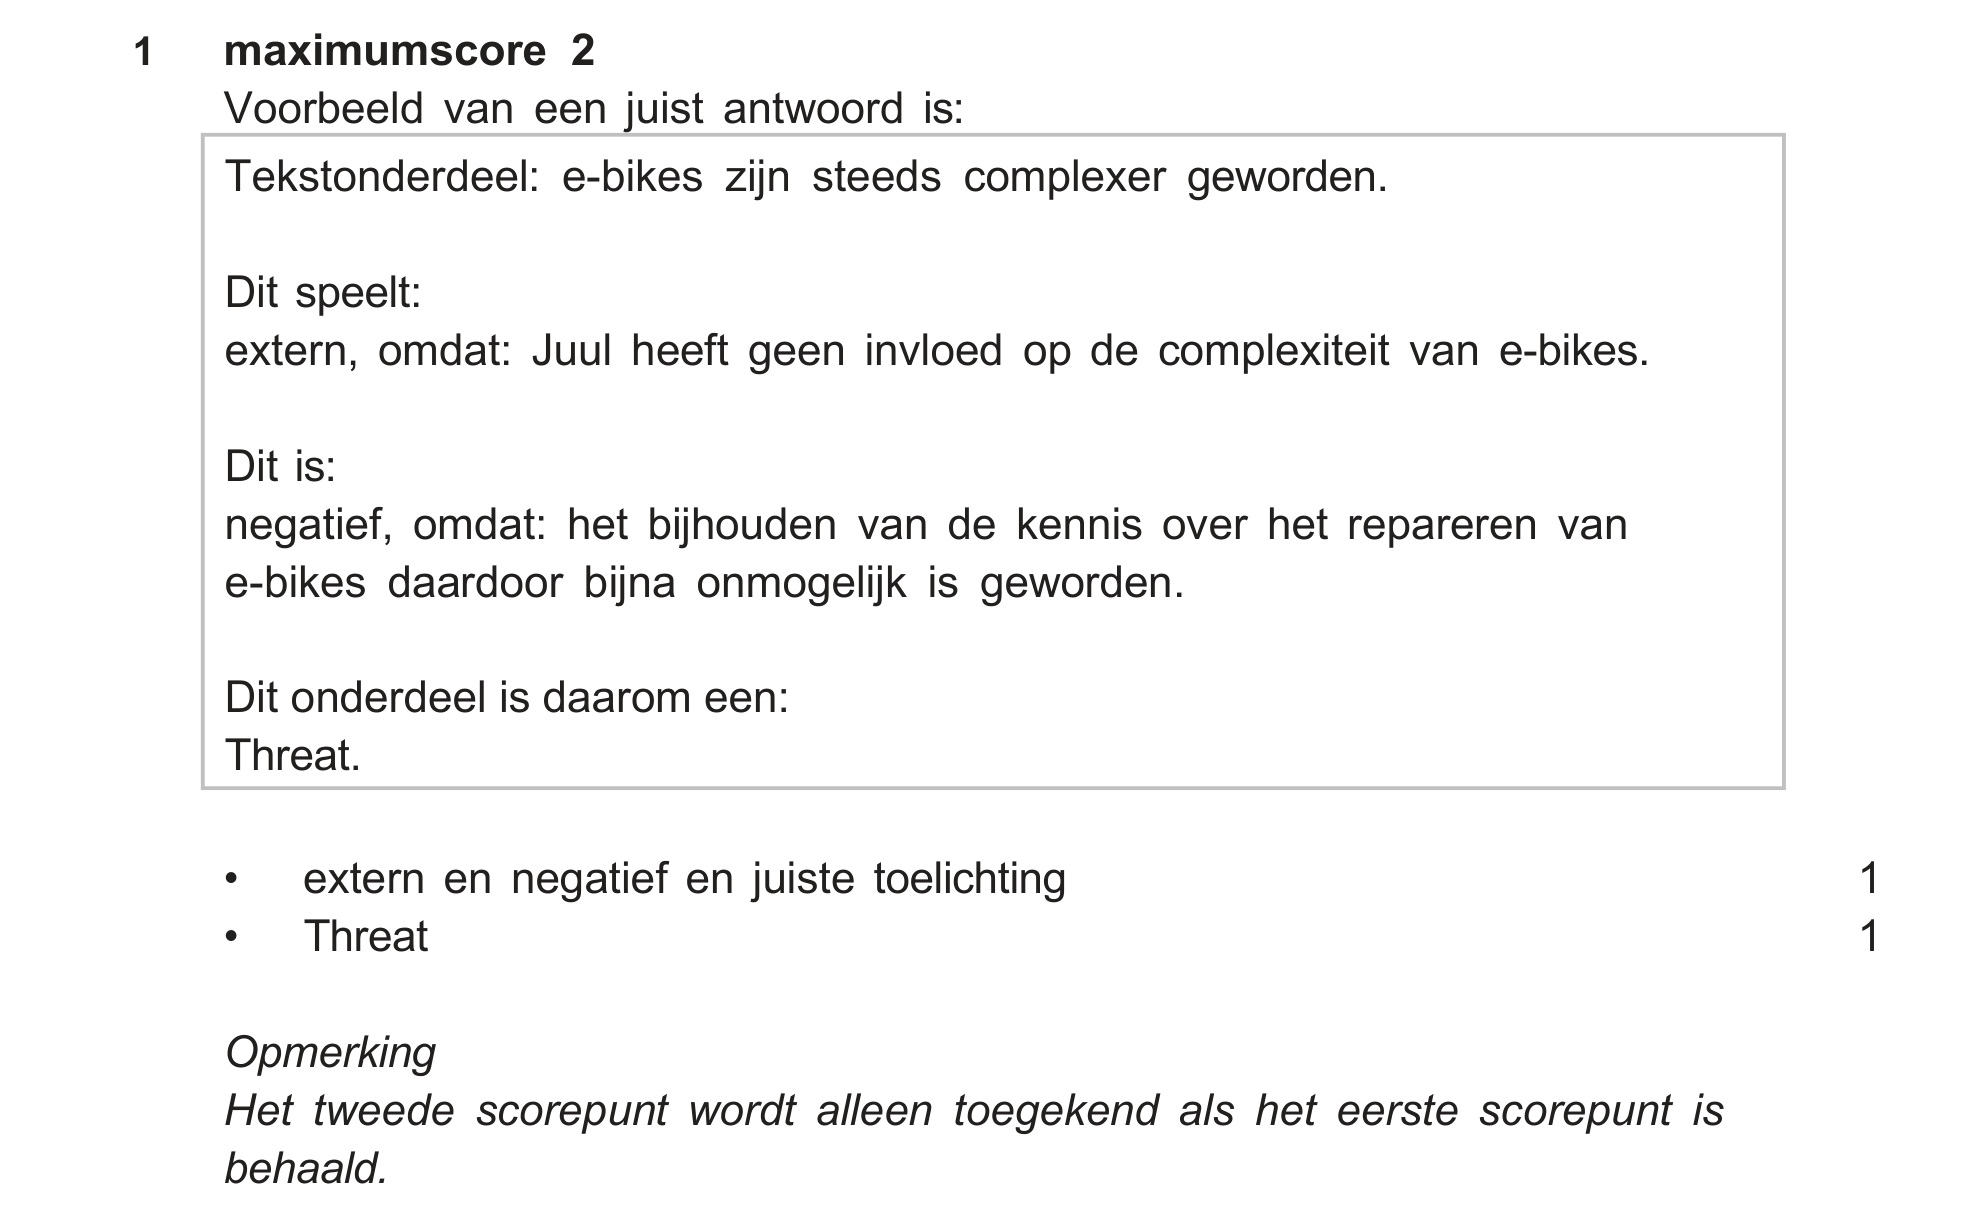 1 maximumscore 2
Voorbeeld van een juist antwoord is:
Tekstonderdeel: e-bikes zijn steeds complexer geworden.
Dit speelt:
extern, omdat: Juul heeft geen invloed op de complexiteit van e-bikes.
Dit is:
negatief, omdat: het bijhouden van de kennis over het repareren van
e-bikes daardoor bijna onmogelijk is geworden.
Dit onderdeel is daarom een:
Threat.
• extern en negatief en juiste toelichting 1
• Threat 1
Opmerking
Het tweede scorepunt wordt alleen toegekend als het eerste scorepunt is
behaald.